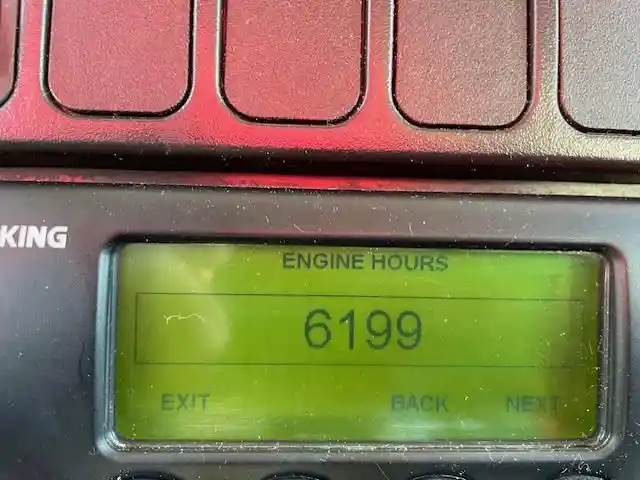 KING
ENGINE HOURS
6199
EXIT BACK NEXT